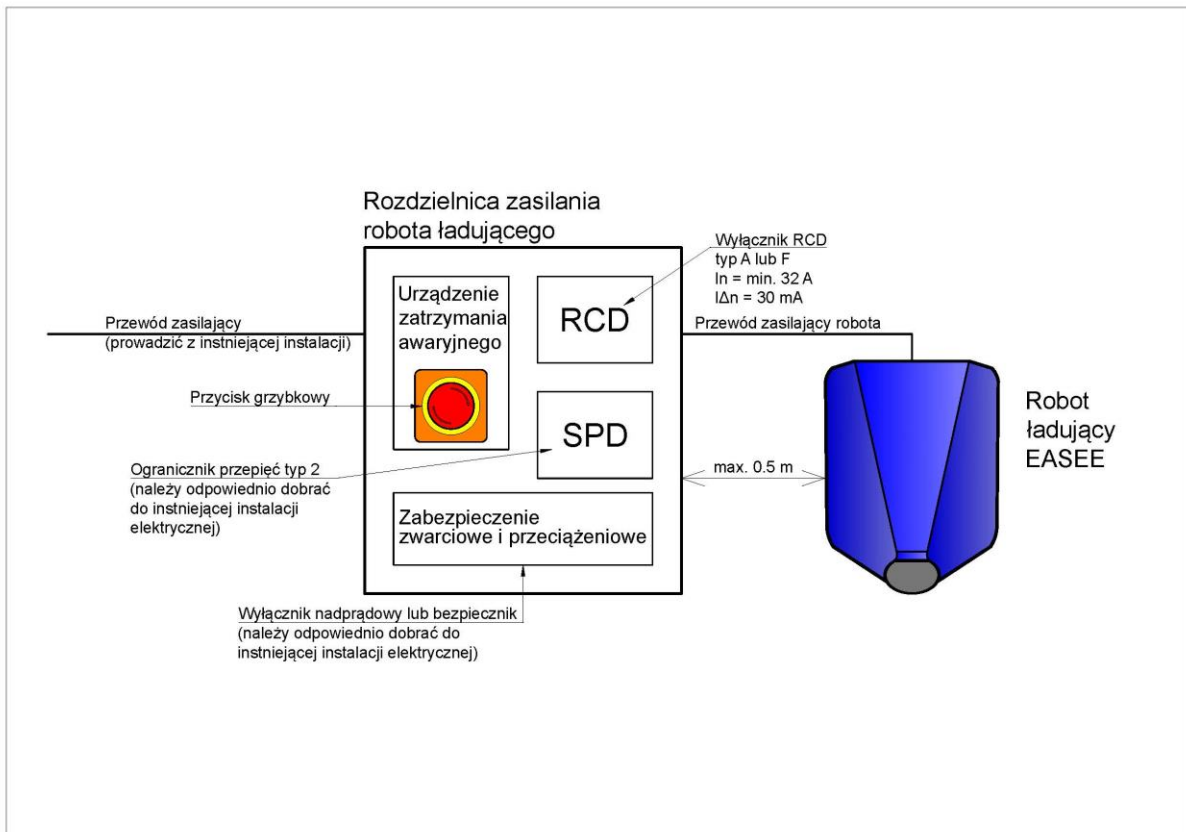 Rozdzielnica zasilania
robota ładującego
Wyłącznik RCD
typ A lub F
In = min. 32 A
IΔn = 30 mA
Urządzenie
zatrzymania
awaryjnego
RCD
Przewód zasilający
(prowadzić z instniejącej instalacji)
Przewód zasilający robota
Przycisk grzybkowy
SPD
Robot
ładujący
EASEE
Ogranicznik przepięć typ 2
(należy odpowiednio dobrać
do instniejącej instalacji
elektrycznej)
max. 0.5 m
Zabezpieczenie
zwarciowe i przeciążeniowe
Wyłącznik nadprądowy lub bezpiecznik
(należy odpowiednio dobrać do
instniejącej instalacji elektrycznej)